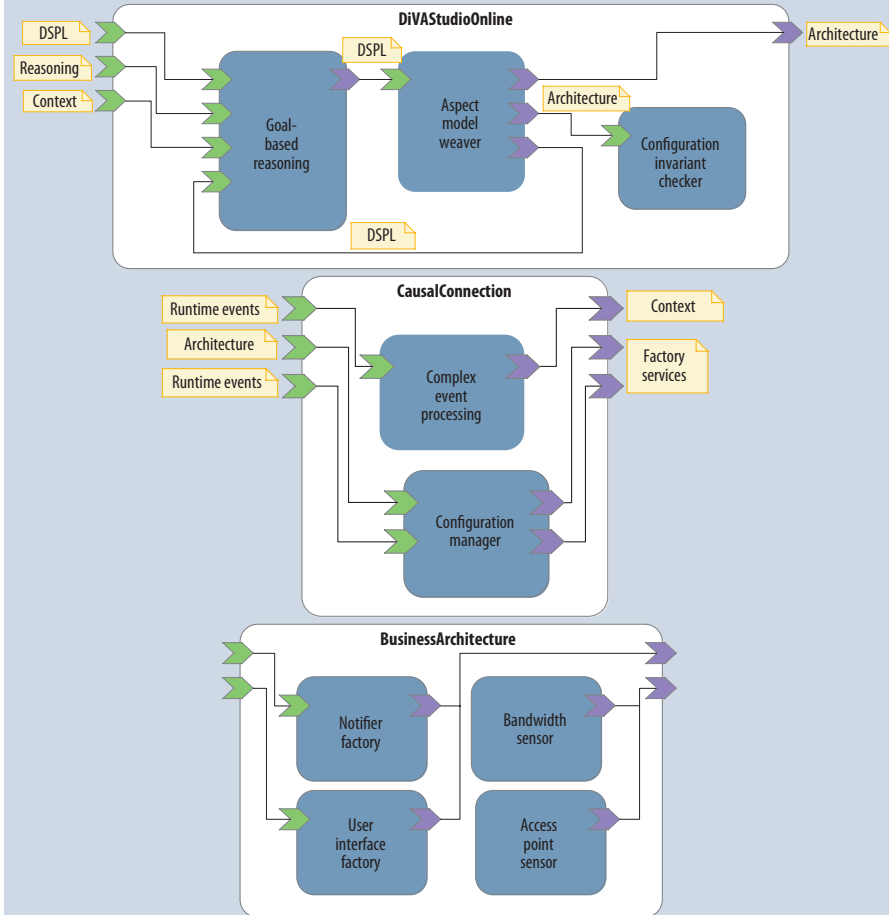 DiVAStudioOnline
DSPL
Reasoning
Context
DSPL
Architecture
Goal-
based
reasoning
Aspect
model
weaver
Architecture
Configuration
invariant
checker
DSPL
CausalConnection
Runtime events
Architecture
Runtime events
Context
Factory
services
Complex
event
processing
Configuration
manager
BusinessArchitecture
Notifier
factory
Bandwidth
sensor
User
interface
factory
Access
point
sensor